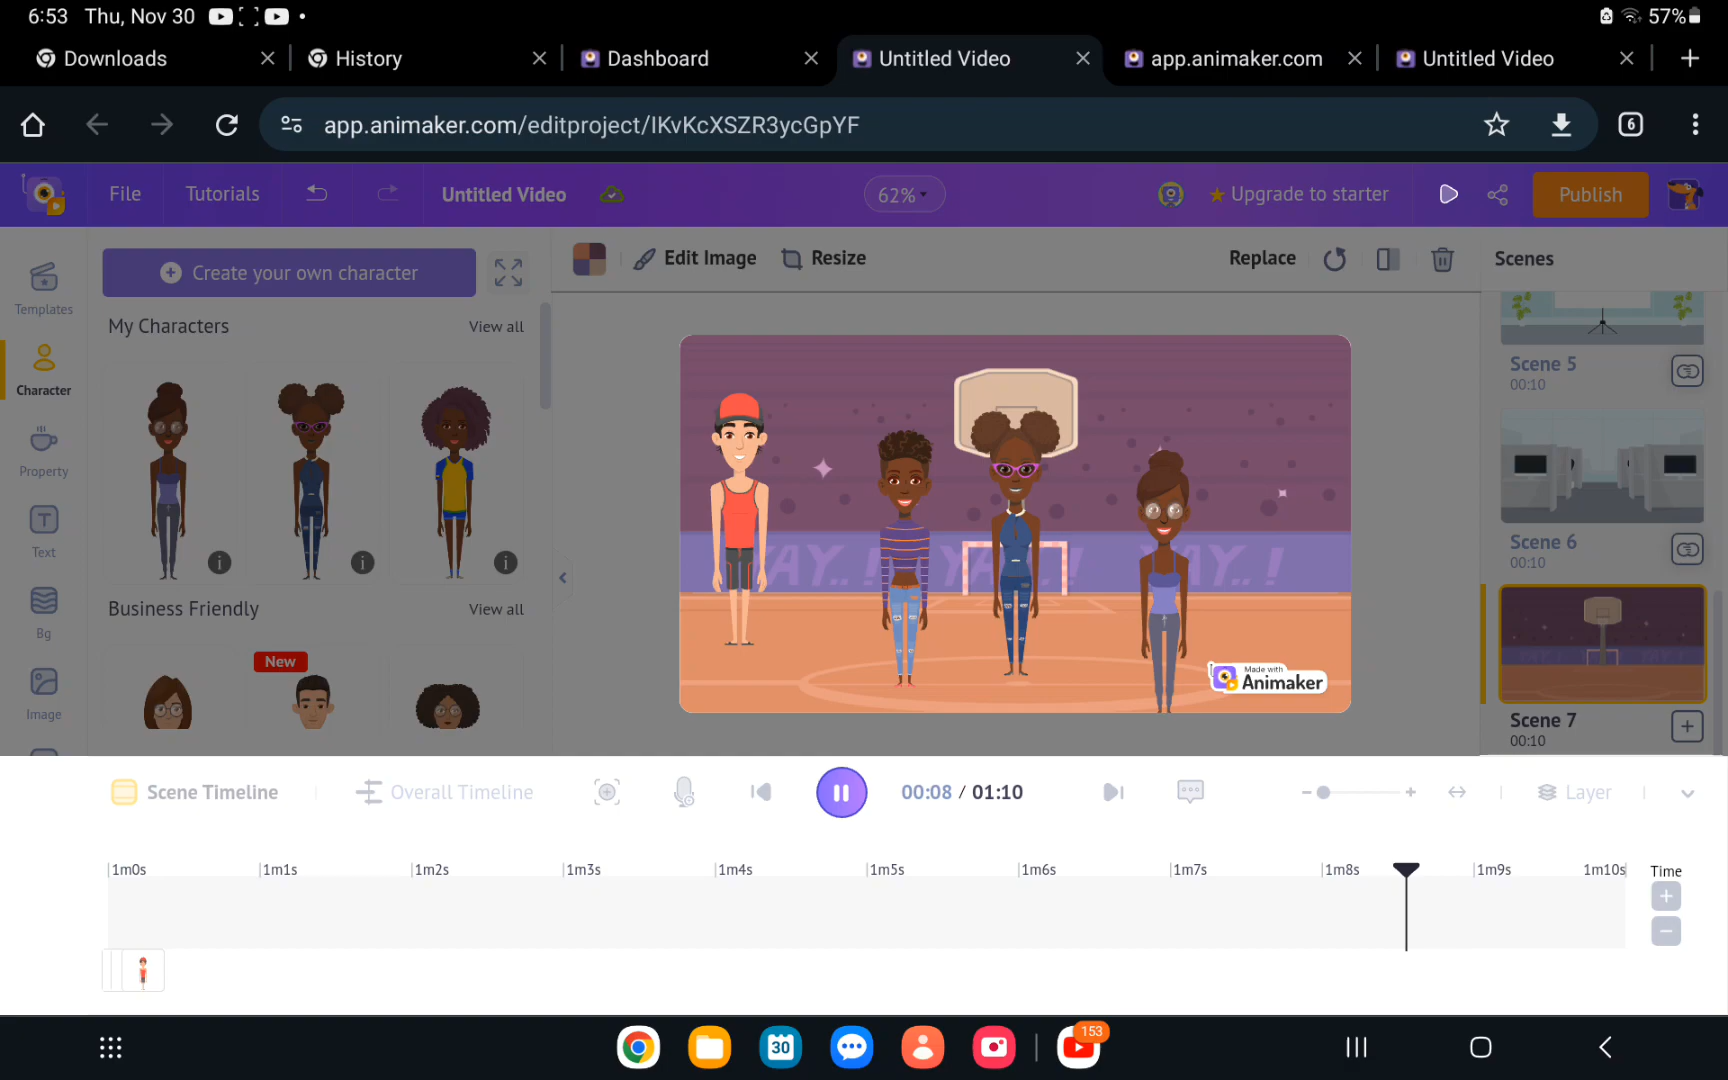 6:53 Thu, Nov 30 57%
Downloads History Dashboard Untitled Video app.animaker.com Untitled Video
app.animaker.com/editproject/IKvKcXSZR3ycGpYF 6
File Tutorials Untitled Video 62% Upgrade to starter Publish
Create your own character Edit Image Resize Replace Scenes
Templates
My Characters View all
Character
Scene 5
00:10
Property
Text
YAY..! YAY..! YAY..!
Scene 6
00:10
Business Friendly View all
Bg
New
Made with
Animaker
Image
Scene 7
00:10
Scene Timeline Overall Timeline 00:08 / 01:10 Layer
1m0s 1m1s 1m2s 1m3s 1m4s 1m5s 1m6s 1m7s 1m8s 1m9s 1m10s Time
30 153